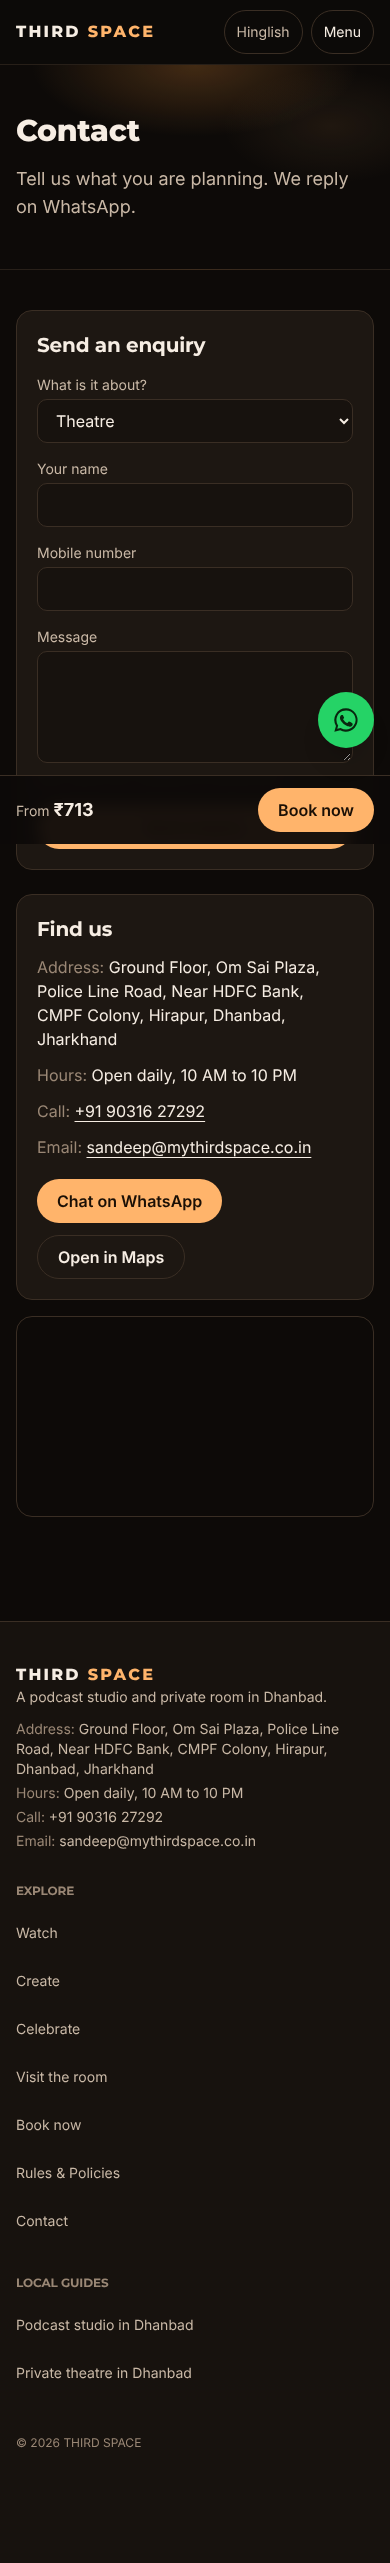 THIRD SPACE
Hinglish
Menu
Contact
Tell us what you are planning. We reply
on WhatsApp.
Send an enquiry
What is it about?
Theatre
Your name
Mobile number
Message
From ₹713
Book now
Find us
Address: Ground Floor, Om Sai Plaza,
Police Line Road, Near HDFC Bank,
CMPF Colony, Hirapur, Dhanbad,
Jharkhand
Hours: Open daily, 10 AM to 10 PM
Call: +91 90316 27292
Email: sandeep@mythirdspace.co.in
Chat on WhatsApp
Open in Maps
THIRD SPACE
A podcast studio and private room in Dhanbad.
Address: Ground Floor, Om Sai Plaza, Police Line
Road, Near HDFC Bank, CMPF Colony, Hirapur,
Dhanbad, Jharkhand
Hours: Open daily, 10 AM to 10 PM
Call: +91 90316 27292
Email: sandeep@mythirdspace.co.in
EXPLORE
Watch
Create
Celebrate
Visit the room
Book now
Rules & Policies
Contact
LOCAL GUIDES
Podcast studio in Dhanbad
Private theatre in Dhanbad
© 2026 THIRD SPACE